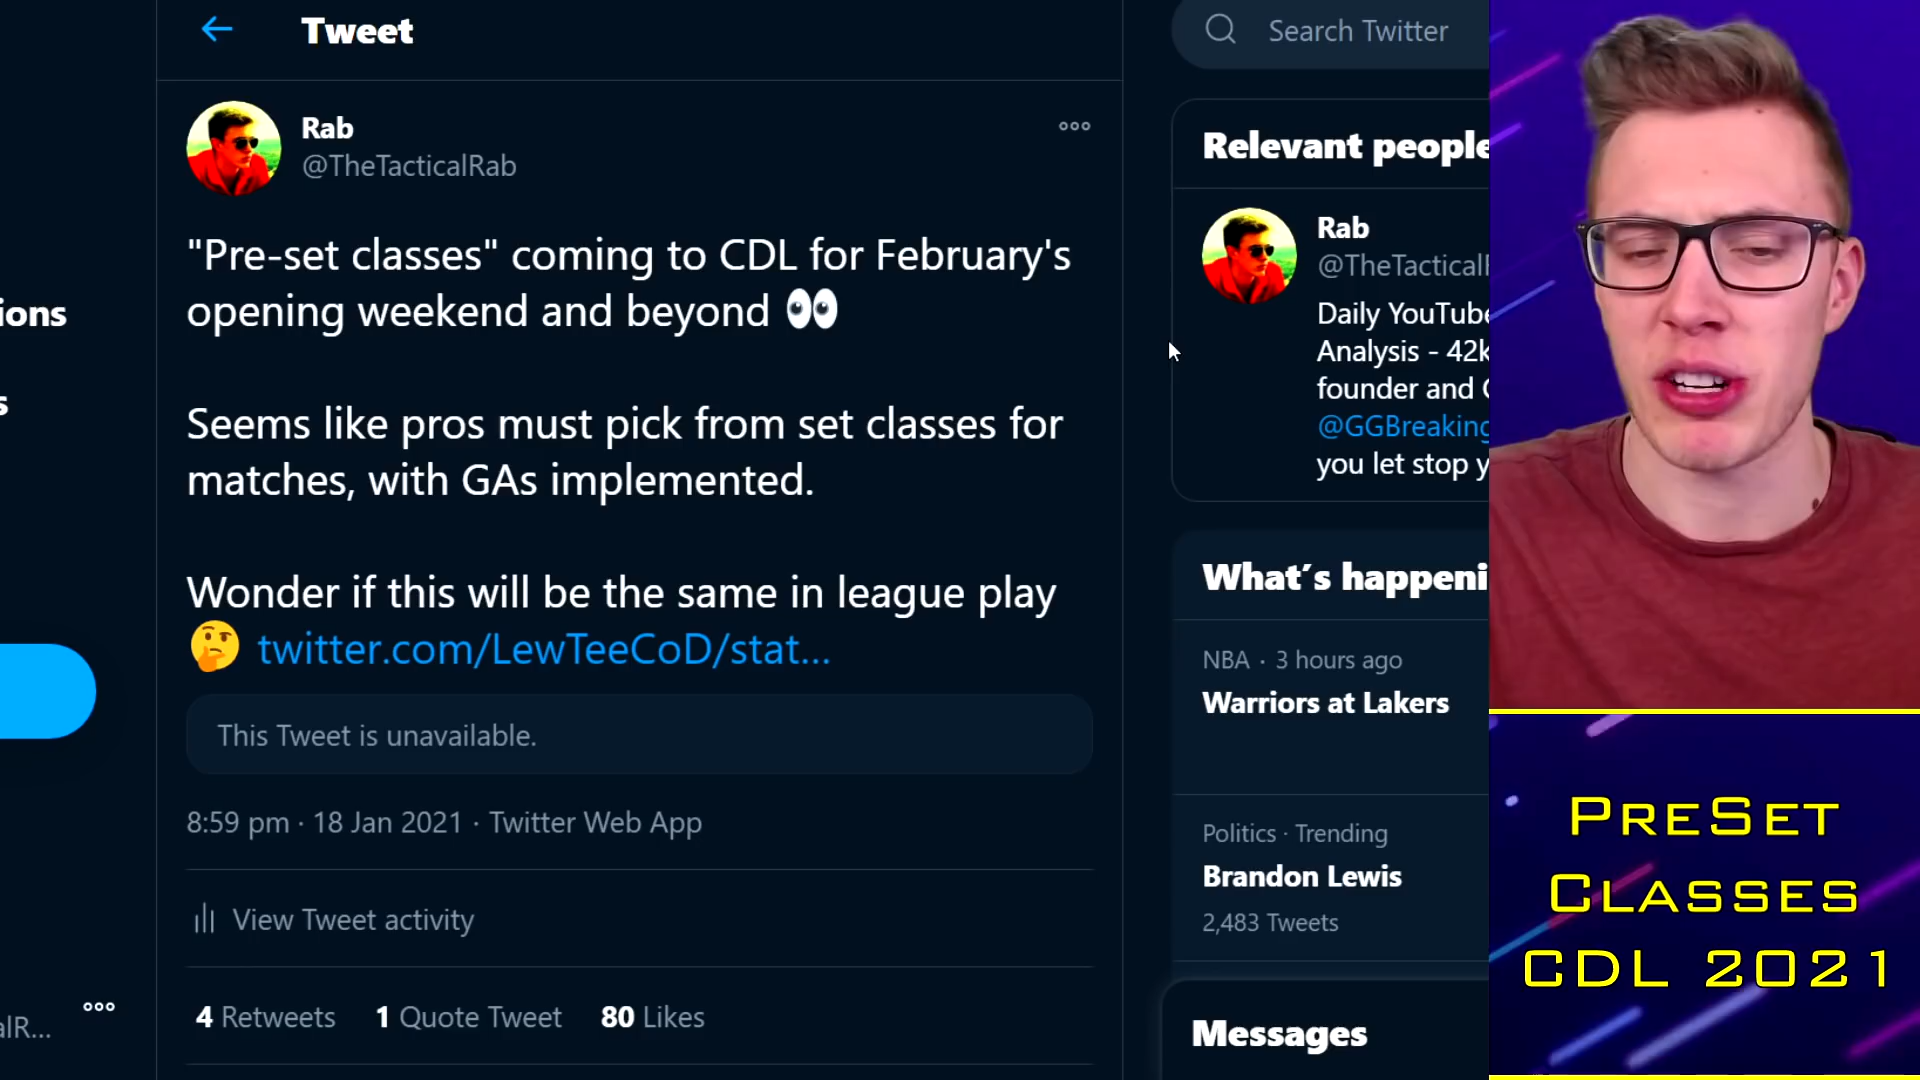 Tweet
Search Twitter
Rab
@TheTacticalRab
"Pre-set classes" coming to CDL for February's
opening weekend and beyond 👀
Seems like pros must pick from set classes for
matches, with GAs implemented.
Wonder if this will be the same in league play
🤔 twitter.com/LewTeeCoD/stat...
This Tweet is unavailable.
8:59 pm · 18 Jan 2021 · Twitter Web App
View Tweet activity
4 Retweets 1 Quote Tweet 80 Likes
ions
s
alR...
Relevant people
Rab
@TheTactical
Daily YouTube
Analysis - 42k
founder and
@GGBreaking
you let stop y
What's happeni
NBA · 3 hours ago
Warriors at Lakers
Politics · Trending
Brandon Lewis
2,483 Tweets
Messages
PRESET
CLASSES
CDL 2021